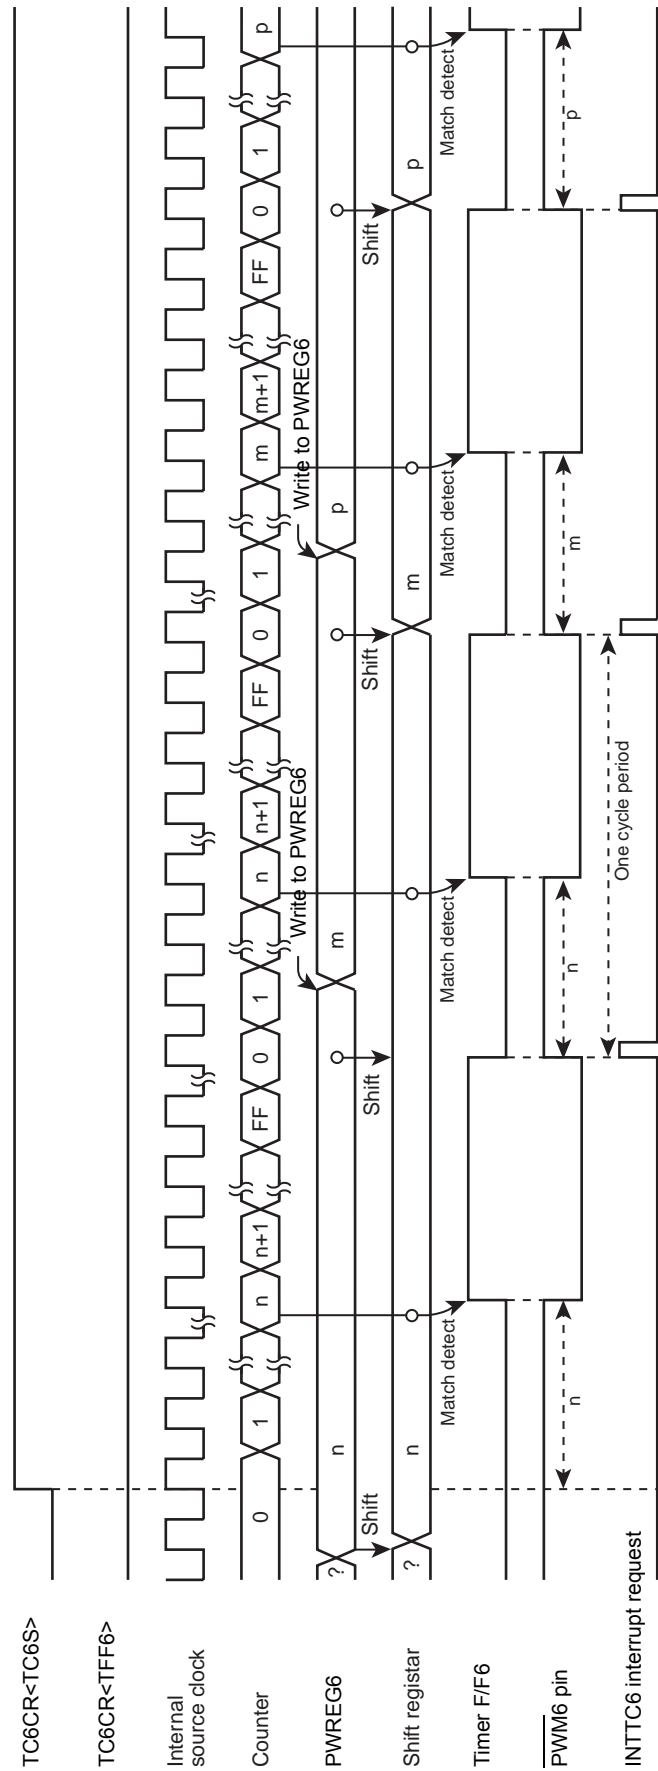 TC6CR<TC6S>
TC6CR<TFF6>
Internal
source clock
Counter
0
1
n
n+1
FF
0
1
n
n+1
FF
0
1
m
m+1
FF
0
1
p
Write to PWREG6
Write to PWREG6
PWREG6
?
n
m
p
Shift
Shift
Shift
Shift
Shift registar
?
n
m
p
Match detect
Match detect
Match detect
Match detect
Timer F/F6
PWM6 pin
n
n
m
p
One cycle period
INTTC6 interrupt request